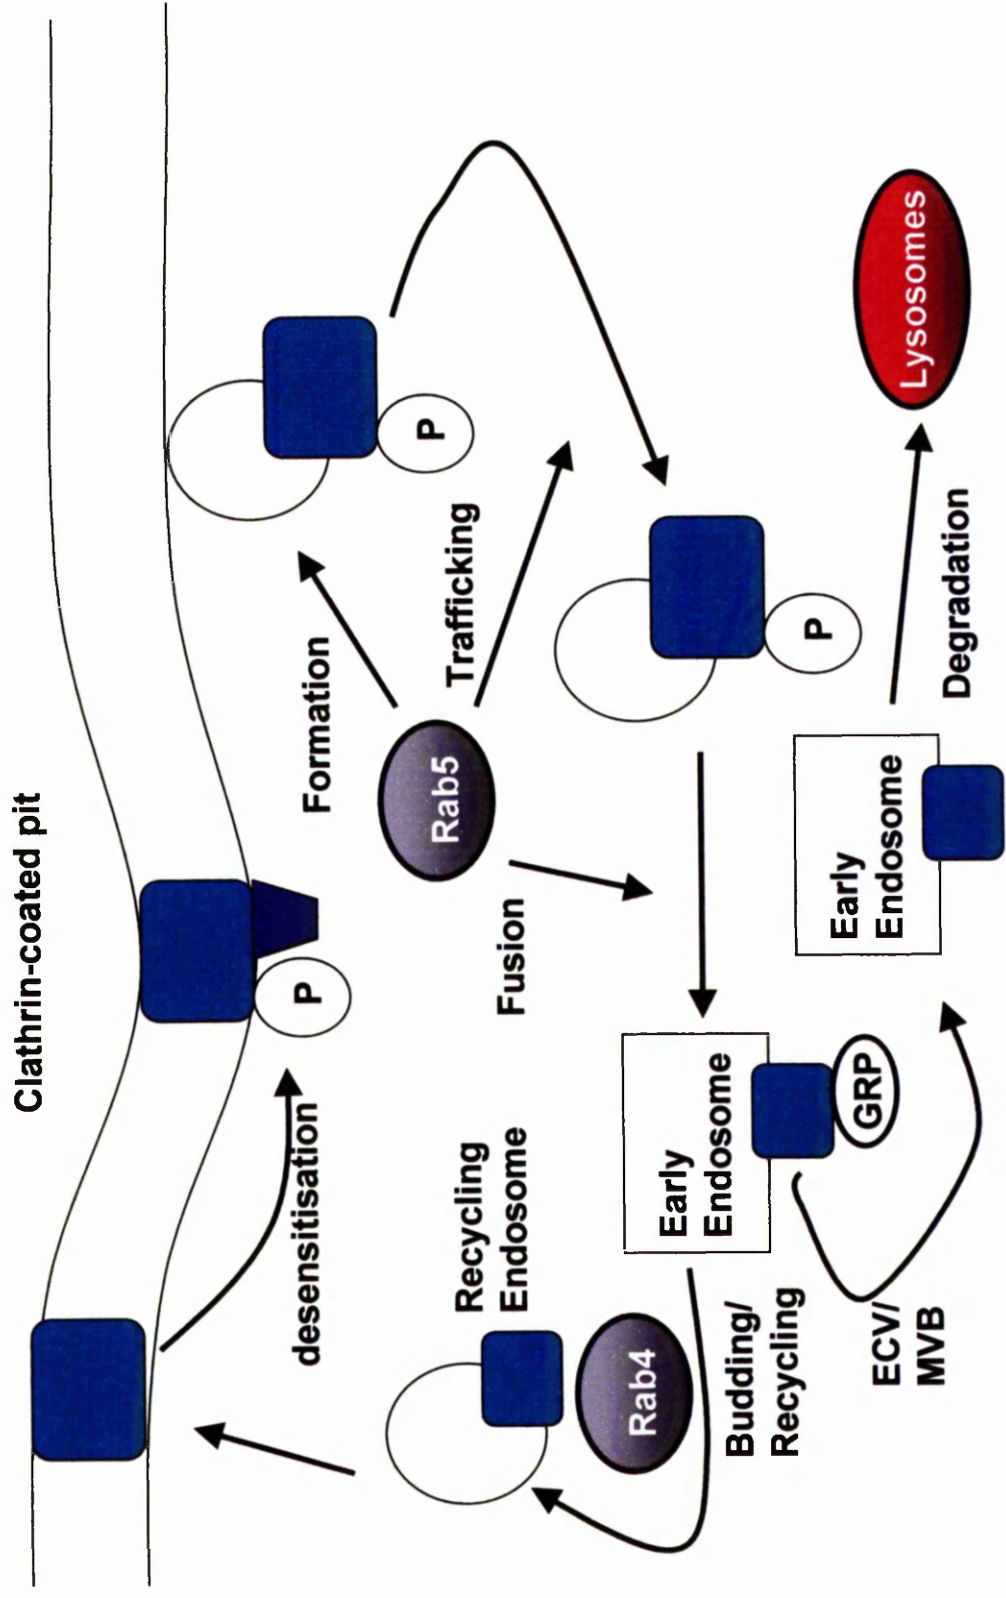 Clathrin-coated pit
P
desensitisation
Formation
P
Rab5
Trafficking
Fusion
P
Recycling
Endosome
Rab4
Early
Endosome
GRP
Budding/
Recycling
ECV/
MVB
Early
Endosome
Degradation
Lysosomes